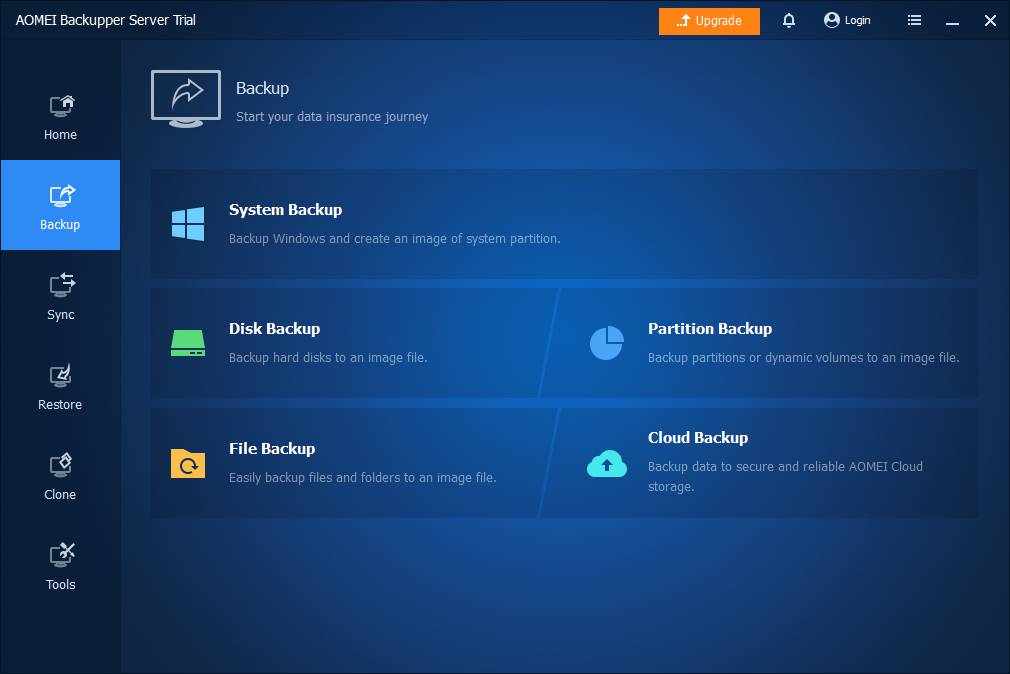 AOMEI Backupper Server Trial
Upgrade
Login
Home
Backup
Sync
Restore
Clone
Tools
Backup
Start your data insurance journey
System Backup
Backup Windows and create an image of system partition.
Disk Backup
Backup hard disks to an image file.
Partition Backup
Backup partitions or dynamic volumes to an image file.
File Backup
Easily backup files and folders to an image file.
Cloud Backup
Backup data to secure and reliable AOMEI Cloud
storage.